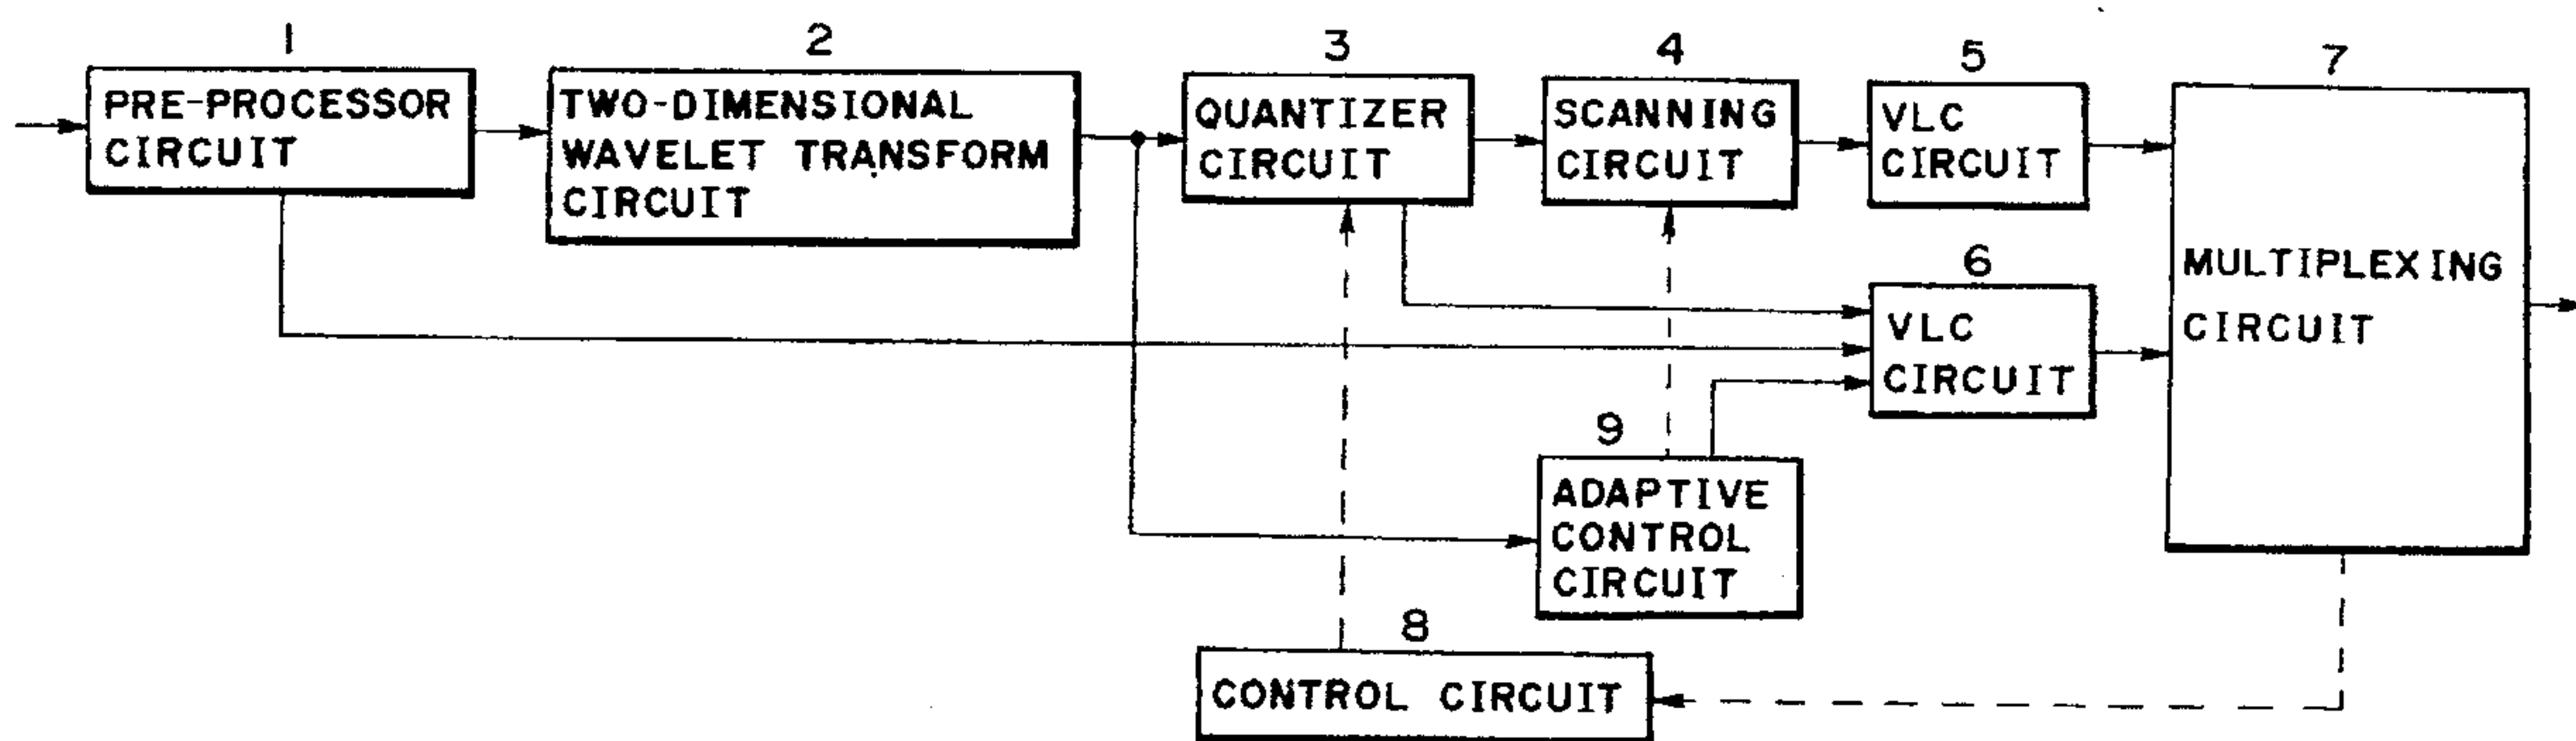 1
PRE-PROCESSOR
CIRCUIT
2
TWO-DIMENSIONAL
WAVELET TRANSFORM
CIRCUIT
3
QUANTIZER
CIRCUIT
4
SCANNING
CIRCUIT
5
VLC
CIRCUIT
6
VLC
CIRCUIT
7
MULTIPLEXING
CIRCUIT
9
ADAPTIVE
CONTROL
CIRCUIT
8
CONTROL CIRCUIT